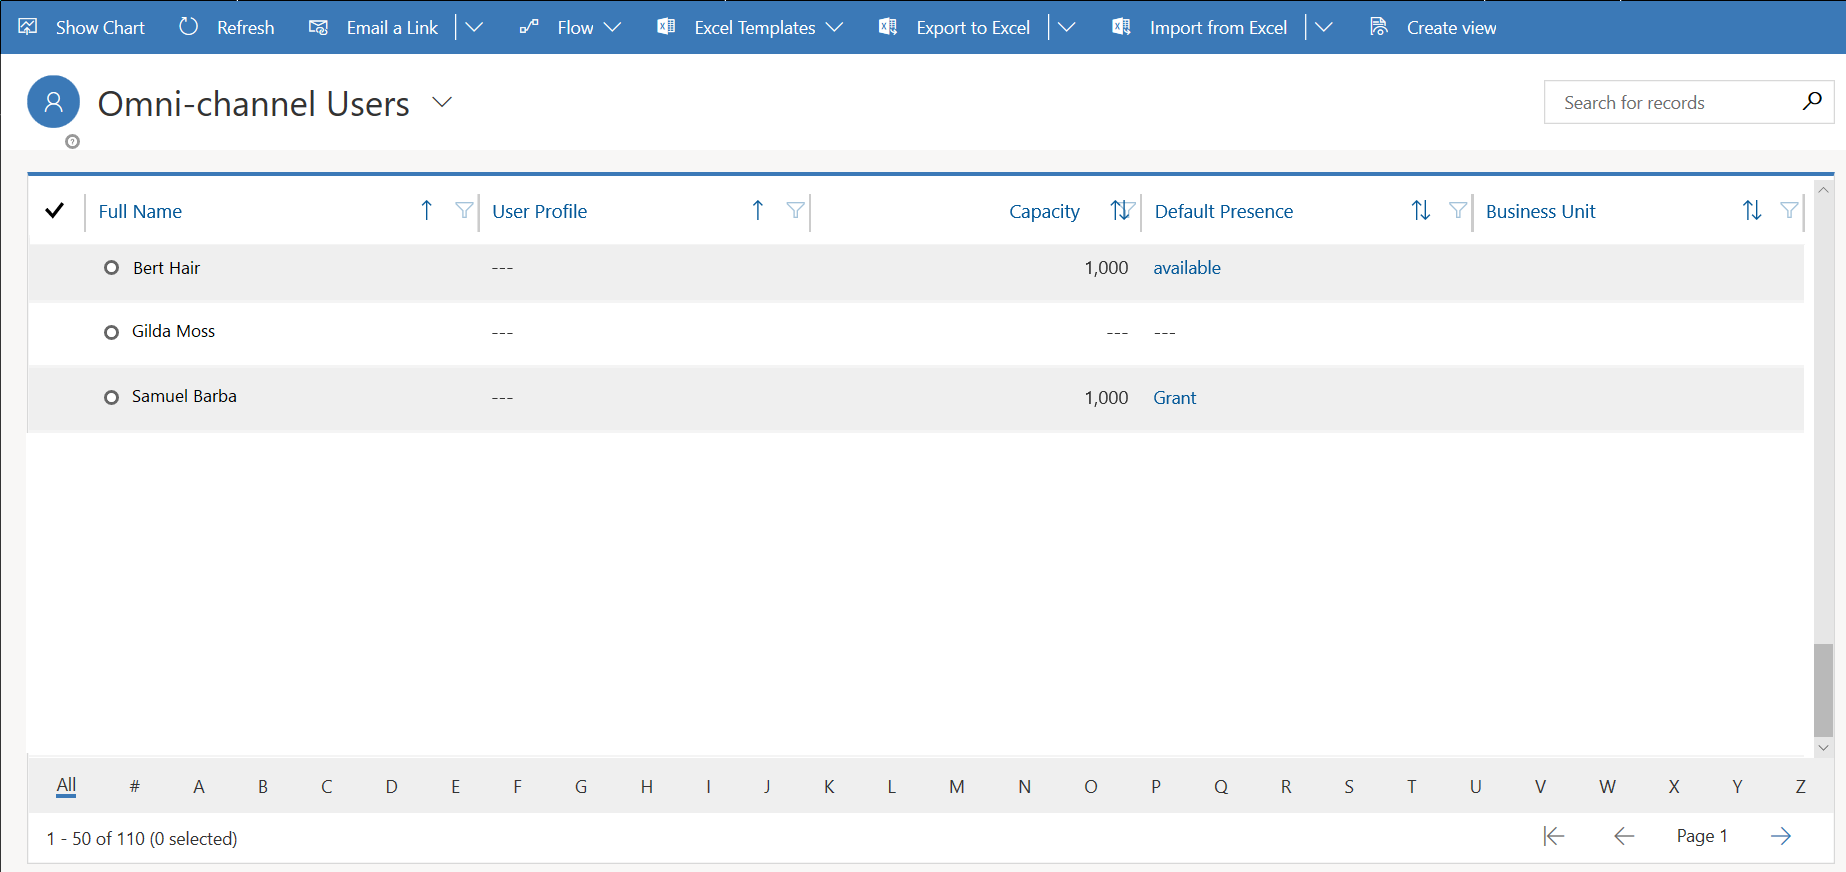 Show Chart Refresh Email a Link Flow Excel Templates Export to Excel Import from Excel Create view
Omni-channel Users
Search for records
Full Name User Profile Capacity Default Presence Business Unit
Bert Hair --- 1,000 available
Gilda Moss --- --- ---
Samuel Barba --- 1,000 Grant
All # A B C D E F G H I J K L M N O P Q R S T U V W X Y Z
1 - 50 of 110 (0 selected) Page 1